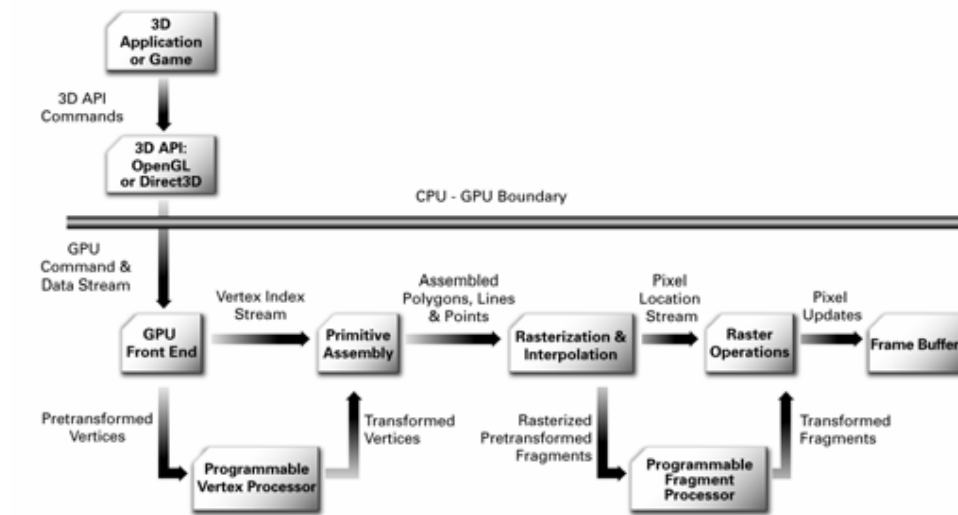 3D
Application
or Game
3D API
Commands
3D API:
OpenGL
or Direct3D
CPU - GPU Boundary
GPU
Command &
Data Stream
Vertex Index
Stream
Assembled
Polygons, Lines
& Points
Pixel
Location
Stream
Pixel
Updates
GPU
Front End
Primitive
Assembly
Rasterization &
Interpolation
Raster
Operations
Frame Buffer
Pretransformed
Vertices
Transformed
Vertices
Rasterized
Pretransformed
Fragments
Transformed
Fragments
Programmable
Vertex Processor
Programmable
Fragment
Processor